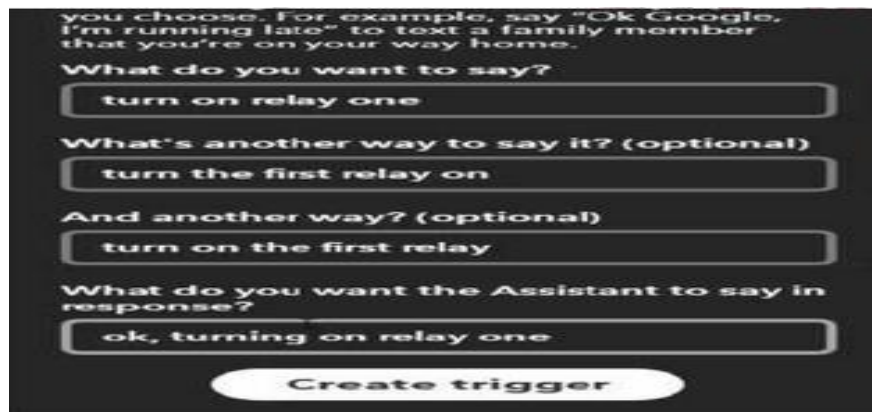 you choose. For example, say "Ok Google,
I'm running late" to text a family member
that you're on your way home.
What do you want to say?
turn on relay one
What's another way to say it? (optional)
turn the first relay on
And another way? (optional)
turn on the first relay
What do you want the Assistant to say in
response?
ok, turning on relay one
Create trigger